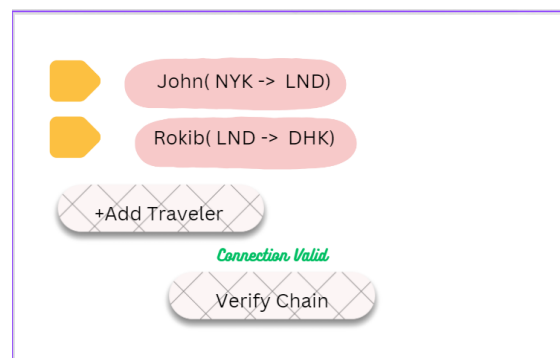 John( NYK -> LND)
Rokib( LND -> DHK)
+Add Traveler
Connection Valid
Verify Chain